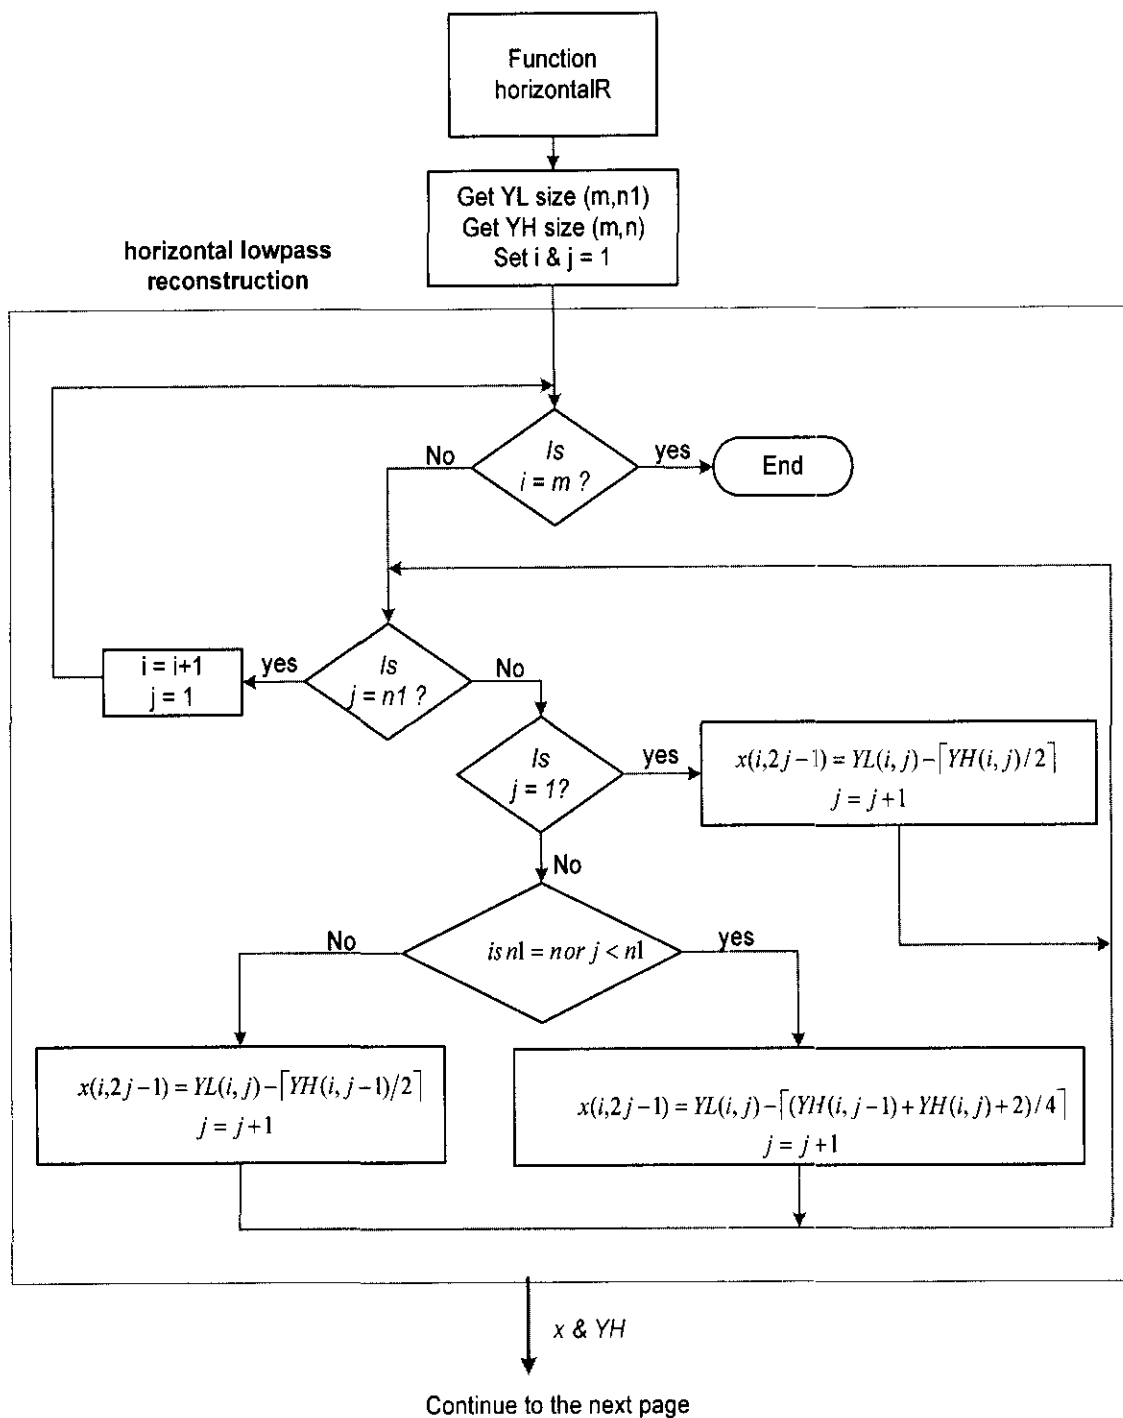 Function
horizontalR
Get YL size (m,n1)
Get YH size (m,n)
Set i & j = 1
horizontal lowpass
reconstruction
No
Is
i = m ?
yes
End
i = i+1
j = 1
yes
Is
j = n1 ?
No
Is
j = 1?
yes
x(i,2j−1) = YL(i, j)−⌈YH(i, j)/2⌉
j = j+1
No
No
is n1 = n or j < n1
yes
x(i,2j−1) = YL(i, j)−⌈YH(i, j−1)/2⌉
j = j+1
x(i,2j−1) = YL(i, j)−⌈(YH(i, j−1)+YH(i, j)+2)/4⌉
j = j+1
x & YH
Continue to the next page